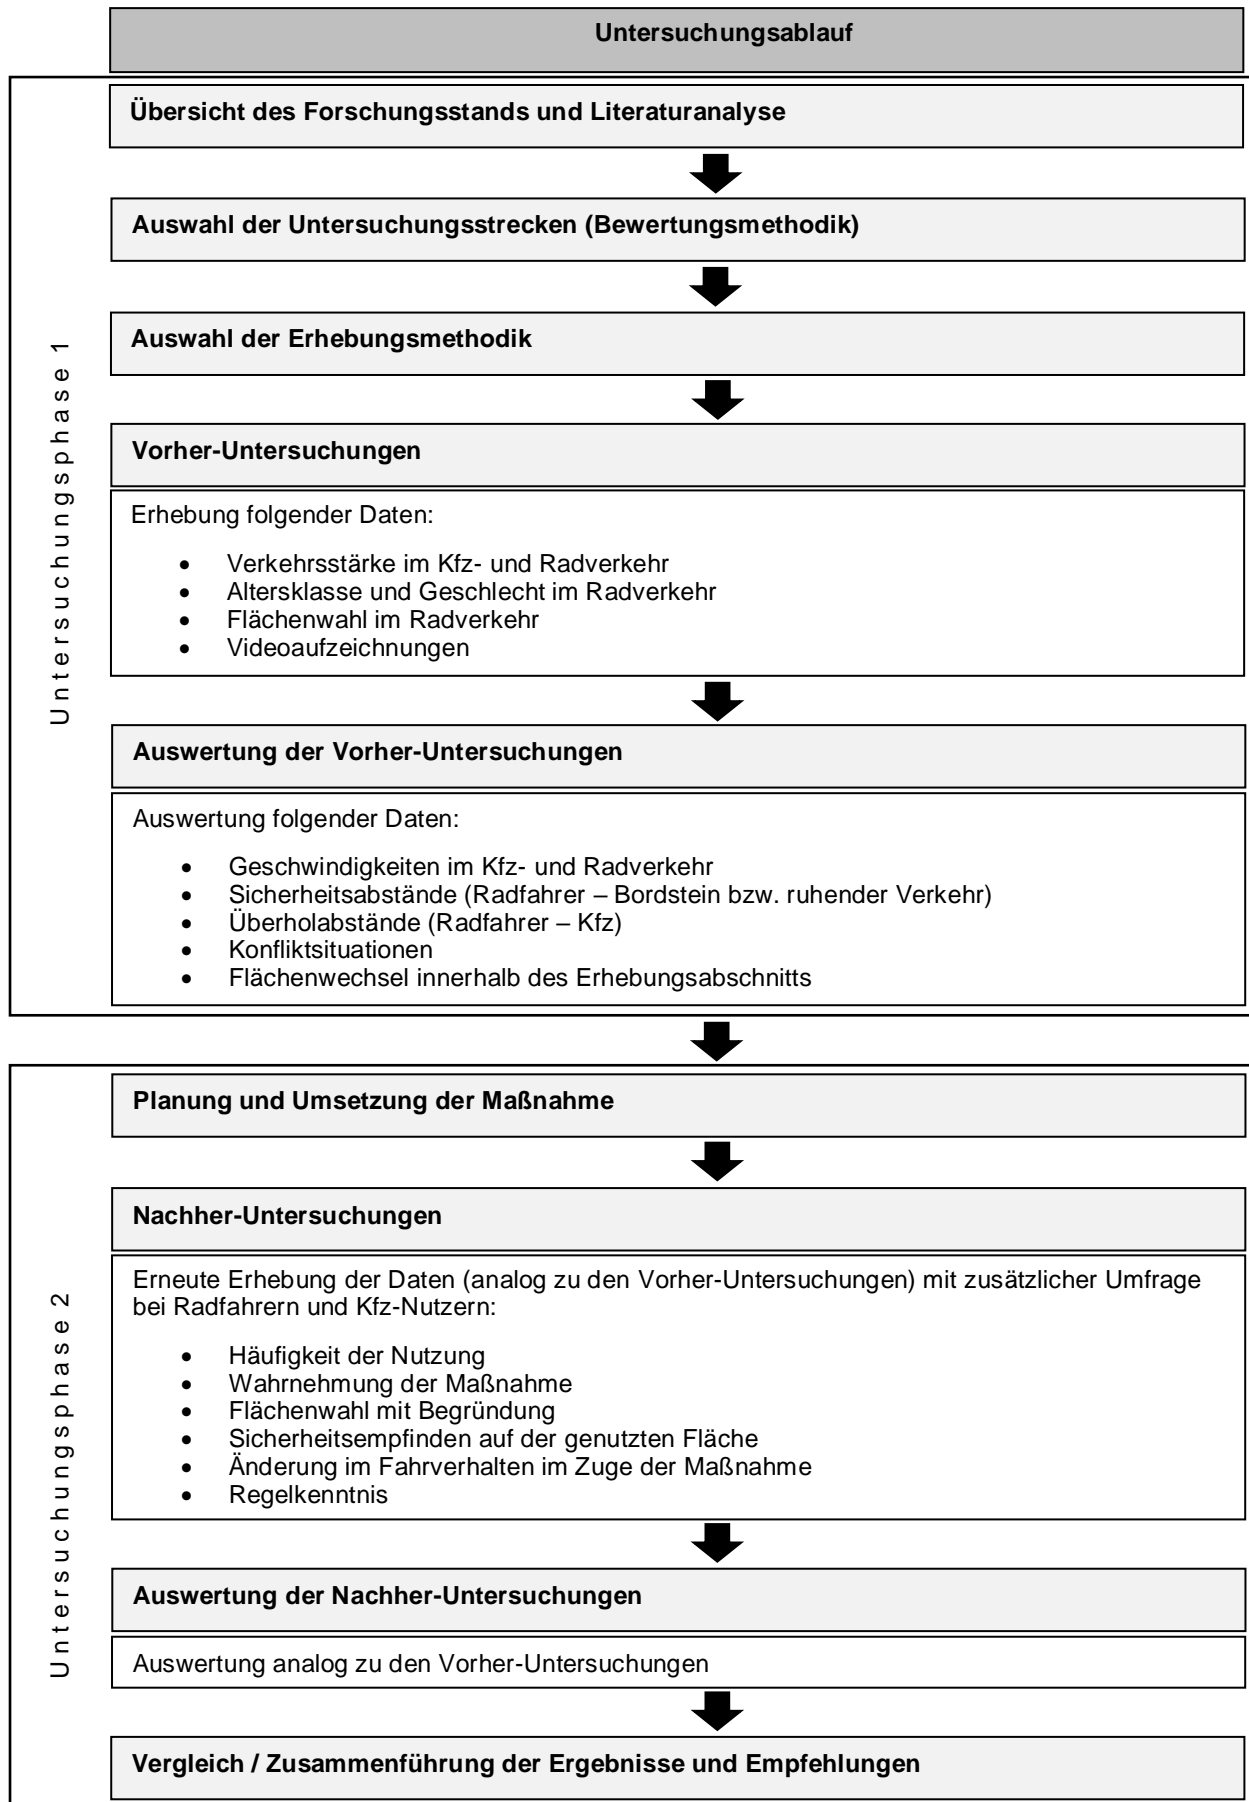 Untersuchungsablauf
Untersuchungsphase 1
Übersicht des Forschungsstands und Literaturanalyse
Auswahl der Untersuchungsstrecken (Bewertungsmethodik)
Auswahl der Erhebungsmethodik
Vorher-Untersuchungen
Erhebung folgender Daten:
• Verkehrsstärke im Kfz- und Radverkehr
• Altersklasse und Geschlecht im Radverkehr
• Flächenwahl im Radverkehr
• Videoaufzeichnungen
Auswertung der Vorher-Untersuchungen
Auswertung folgender Daten:
• Geschwindigkeiten im Kfz- und Radverkehr
• Sicherheitsabstände (Radfahrer – Bordstein bzw. ruhender Verkehr)
• Überholabstände (Radfahrer – Kfz)
• Konfliktsituationen
• Flächenwechsel innerhalb des Erhebungsabschnitts
Untersuchungsphase 2
Planung und Umsetzung der Maßnahme
Nachher-Untersuchungen
Erneute Erhebung der Daten (analog zu den Vorher-Untersuchungen) mit zusätzlicher Umfrage
bei Radfahrern und Kfz-Nutzern:
• Häufigkeit der Nutzung
• Wahrnehmung der Maßnahme
• Flächenwahl mit Begründung
• Sicherheitsempfinden auf der genutzten Fläche
• Änderung im Fahrverhalten im Zuge der Maßnahme
• Regelkenntnis
Auswertung der Nachher-Untersuchungen
Auswertung analog zu den Vorher-Untersuchungen
Vergleich / Zusammenführung der Ergebnisse und Empfehlungen